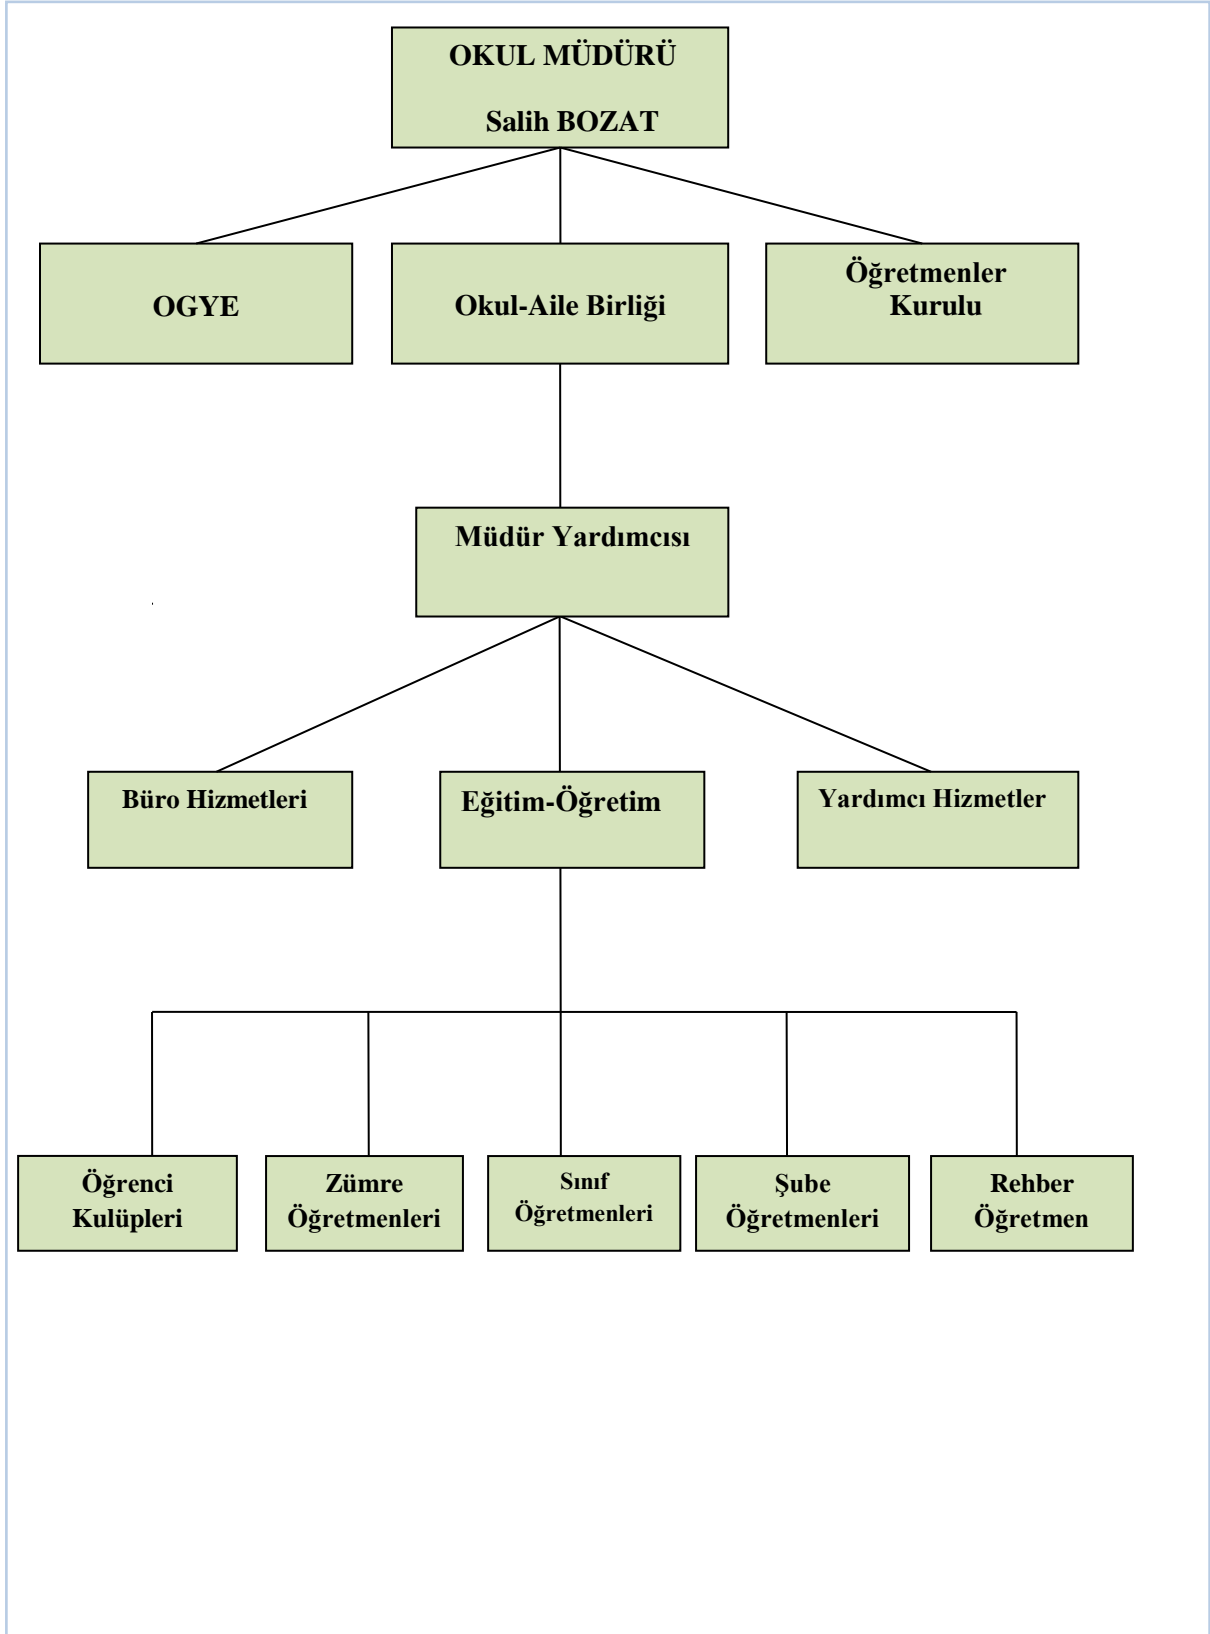 OKUL MÜDÜRÜ
Salih BOZAT
OGYE
Okul-Aile Birliği
Öğretmenler
Kurulu
Müdür Yardımcısı
Büro Hizmetleri
Eğitim-Öğretim
Yardımcı Hizmetler
Öğrenci
Kulüpleri
Zümre
Öğretmenleri
Sınıf
Öğretmenleri
Şube
Öğretmenleri
Rehber
Öğretmen